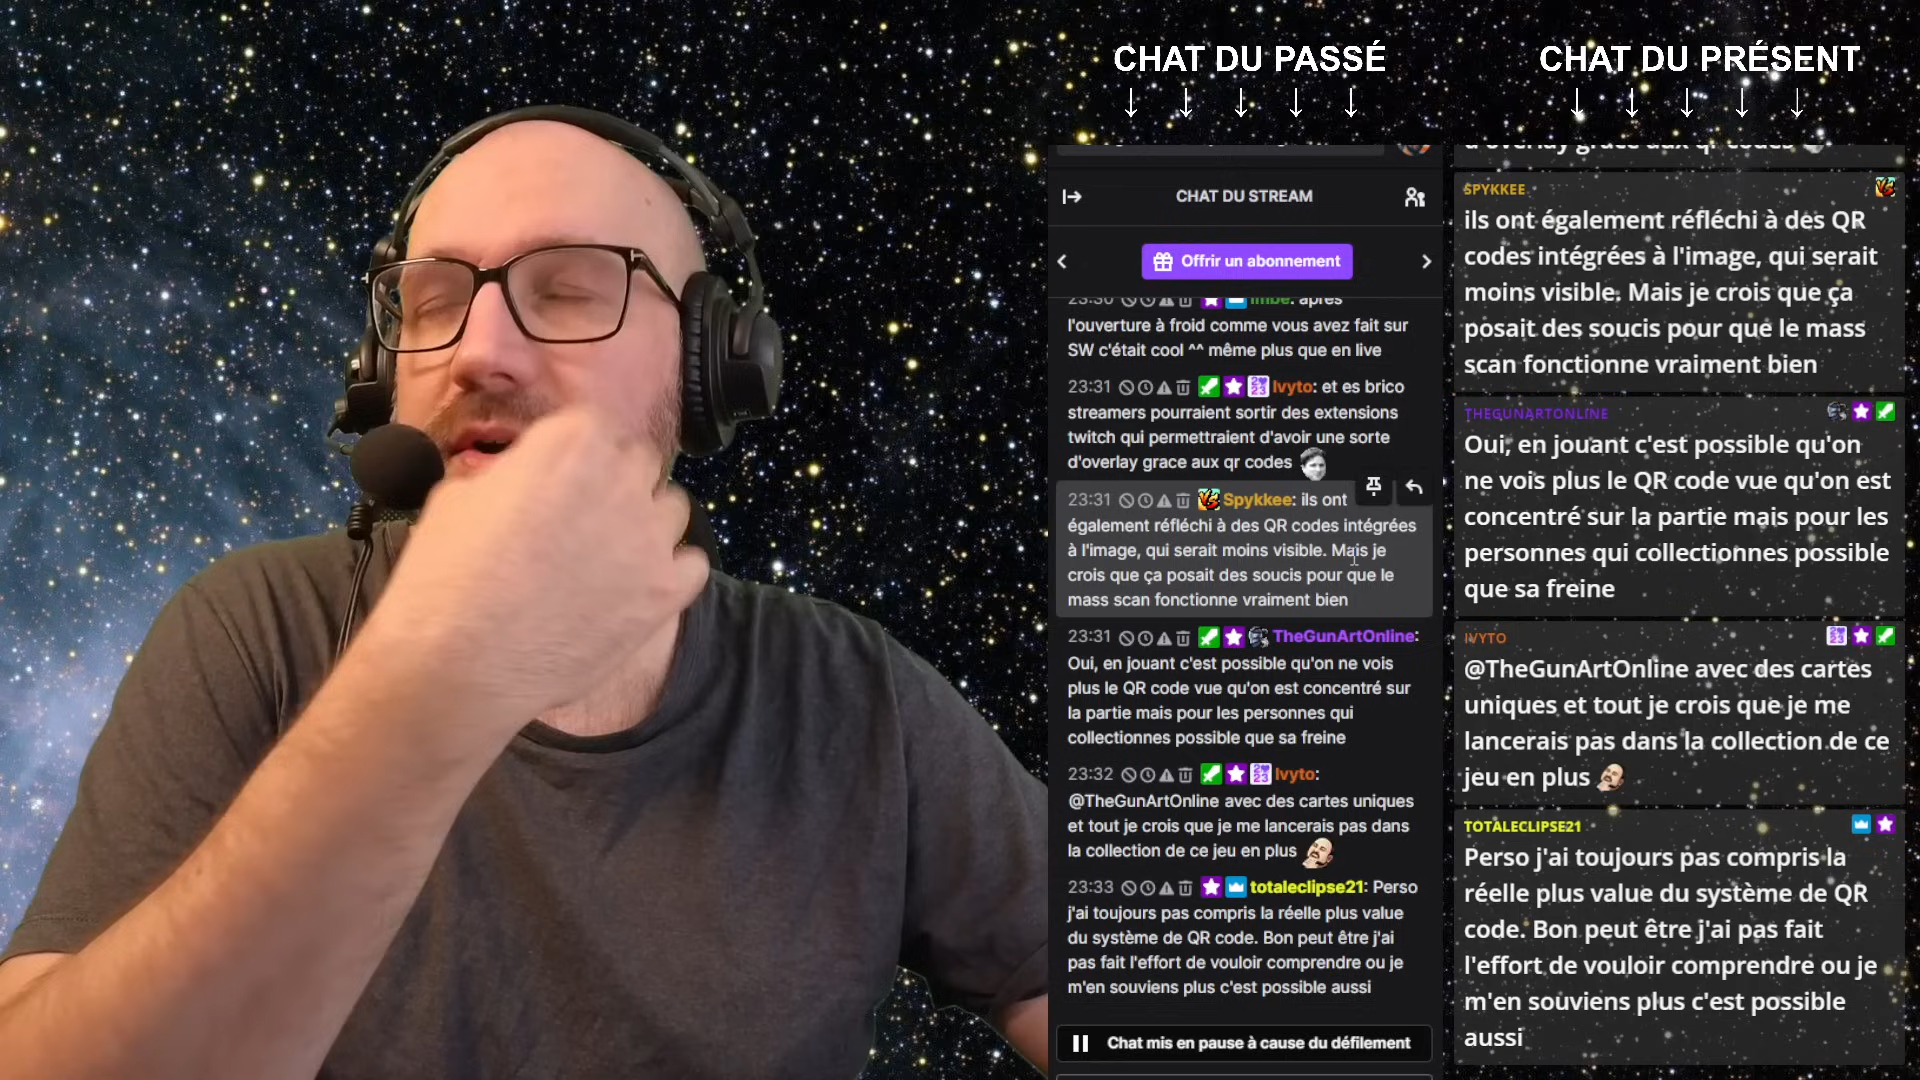 CHAT DU PASSÉ
CHAT DU PRÉSENT
CHAT DU STREAM
Offrir un abonnement
23:30 Imbe: après
l'ouverture à froid comme vous avez fait sur
SW c'était cool ^^ même plus que en live
23:31 Ivyto: et es brico
streamers pourraient sortir des extensions
twitch qui permettraient d'avoir une sorte
d'overlay grace aux qr codes
23:31 Spykkee: ils ont
également réfléchi à des QR codes intégrées
à l'image, qui serait moins visible. Mais je
crois que ça posait des soucis pour que le
mass scan fonctionne vraiment bien
23:31 TheGunArtOnline:
Oui, en jouant c'est possible qu'on ne vois
plus le QR code vue qu'on est concentré sur
la partie mais pour les personnes qui
collectionnes possible que sa freine
23:32 Ivyto:
@TheGunArtOnline avec des cartes uniques
et tout je crois que je me lancerais pas dans
la collection de ce jeu en plus
23:33 totaleclipse21: Perso
j'ai toujours pas compris la réelle plus value
du système de QR code. Bon peut être j'ai
pas fait l'effort de vouloir comprendre ou je
m'en souviens plus c'est possible aussi
Chat mis en pause à cause du défilement
d'overlay grace aux qr codes
SPYKKEE
ils ont également réfléchi à des QR
codes intégrées à l'image, qui serait
moins visible. Mais je crois que ça
posait des soucis pour que le mass
scan fonctionne vraiment bien
THEGUNARTONLINE
Oui, en jouant c'est possible qu'on
ne vois plus le QR code vue qu'on est
concentré sur la partie mais pour les
personnes qui collectionnes possible
que sa freine
IVYTO
@TheGunArtOnline avec des cartes
uniques et tout je crois que je me
lancerais pas dans la collection de ce
jeu en plus
TOTALECLIPSE21
Perso j'ai toujours pas compris la
réelle plus value du système de QR
code. Bon peut être j'ai pas fait
l'effort de vouloir comprendre ou je
m'en souviens plus c'est possible
aussi